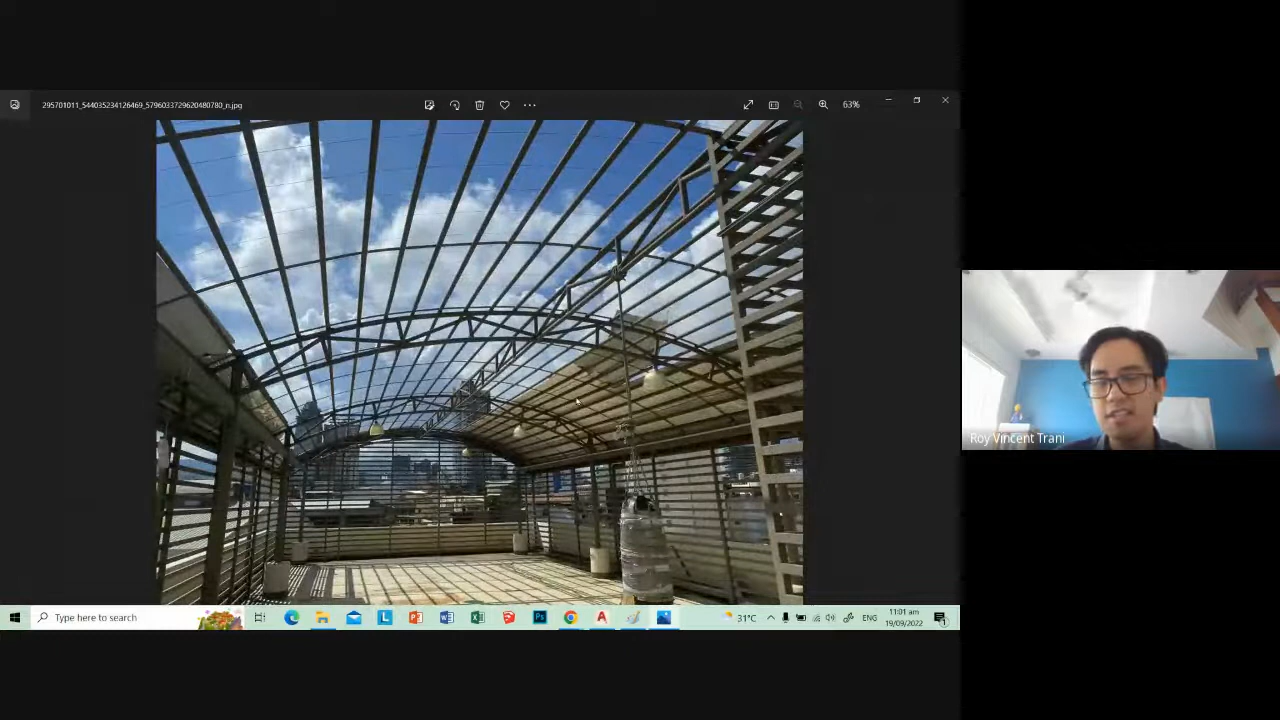 295701011_544035234126469_5796033729620480780_n.jpg
63%
Roy Vincent Trani
Type here to search
31°C
ENG
11:01 am
19/09/2022